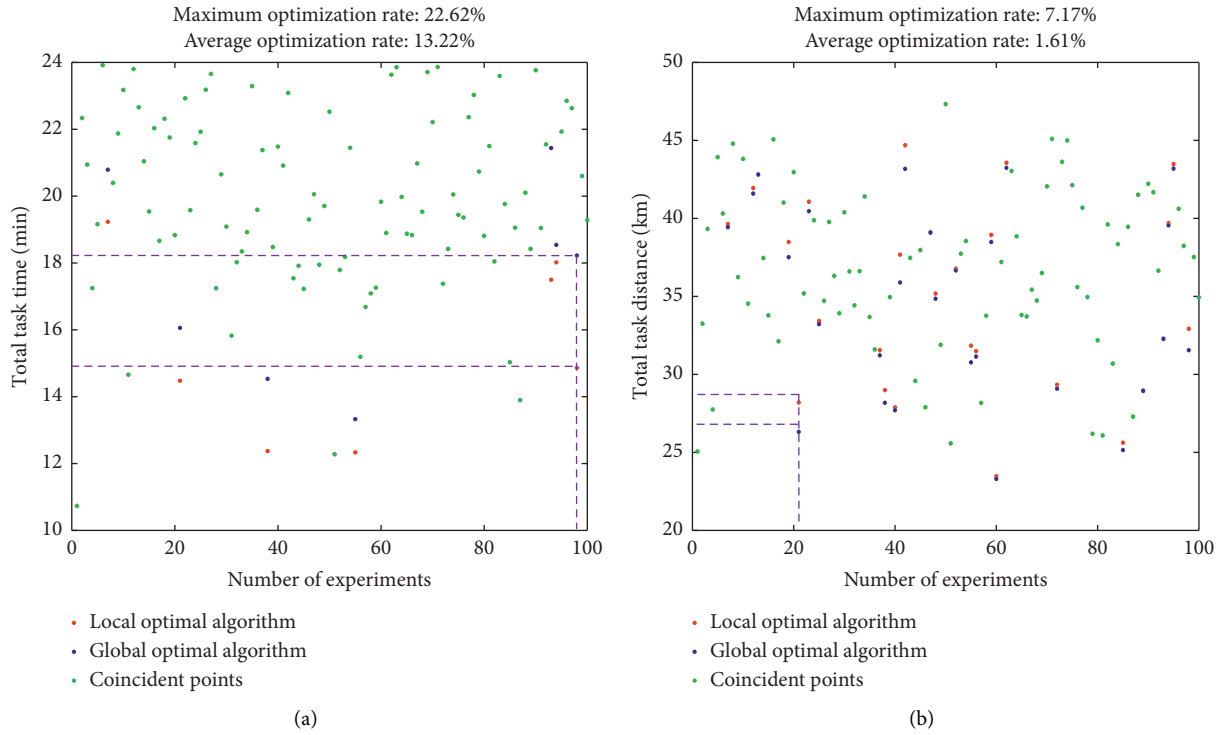 Maximum optimization rate: 22.62%
Average optimization rate: 13.22%
24
22
20
18
16
14
12
10
Total task time (min)
0
20
40
60
80
100
Number of experiments
Local optimal algorithm
Global optimal algorithm
Coincident points
(a)
Maximum optimization rate: 7.17%
Average optimization rate: 1.61%
50
45
40
35
30
25
20
Total task distance (km)
0
20
40
60
80
100
Number of experiments
Local optimal algorithm
Global optimal algorithm
Coincident points
(b)